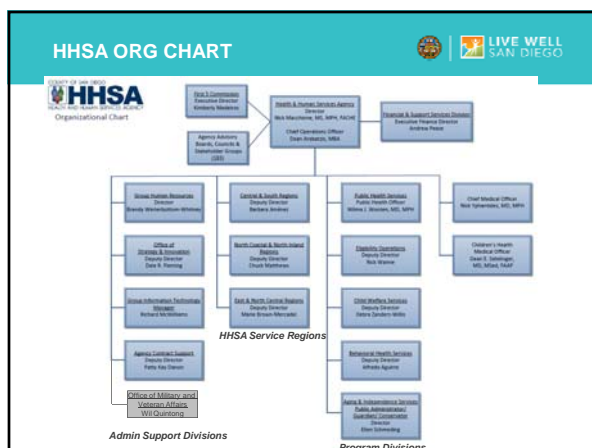 HHSA ORG CHART
LIVE WELL
SAN DIEGO
COUNTY OF SAN DIEGO
HHSA
HEALTH AND HUMAN SERVICES AGENCY
Organizational Chart
First 5 Commission
Executive Director
Kimberly Medeiros
Agency Advisory
Boards, Councils &
Stakeholder Groups
Health & Human Services Agency
Director
Nick Macchione, MS, MPH, FACHE
Chief Operations Officer
Dean Arabatzis, MBA
Financial & Support Services Division
Executive Finance Director
Andrew Pease
Group Human Resources
Director
Brandy Winterbottom-Whitney
Central & South Regions
Deputy Director
Barbara Jiménez
Public Health Services
Public Health Officer
Wilma J. Wooten, MD, MPH
Chief Medical Officer
Nick Yphantides, MD, MPH
Office of
Strategy & Innovation
Deputy Director
Dale R. Fleming
North Coastal & North Inland
Regions
Deputy Director
Chuck Matthews
Eligibility Operations
Deputy Director
Rick Wanne
Children's Health
Medical Officer
Dean E. Sidelinger,
MD, MSEd, FAAP
Group Information Technology
Manager
Richard McWilliams
East & North Central Regions
Deputy Director
Marie Brown-Mercadel
Child Welfare Services
Deputy Director
Debra Zanders-Willis
HHSA Service Regions
Agency Contract Support
Deputy Director
Patty Kay Danon
Behavioral Health Services
Deputy Director
Alfredo Aguirre
Office of Military and
Veteran Affairs
Wil Quintong
Aging & Independence Services
Public Administrator/
Guardian/ Conservator
Director
Ellen Schmeding
Admin Support Divisions
Program Divisions